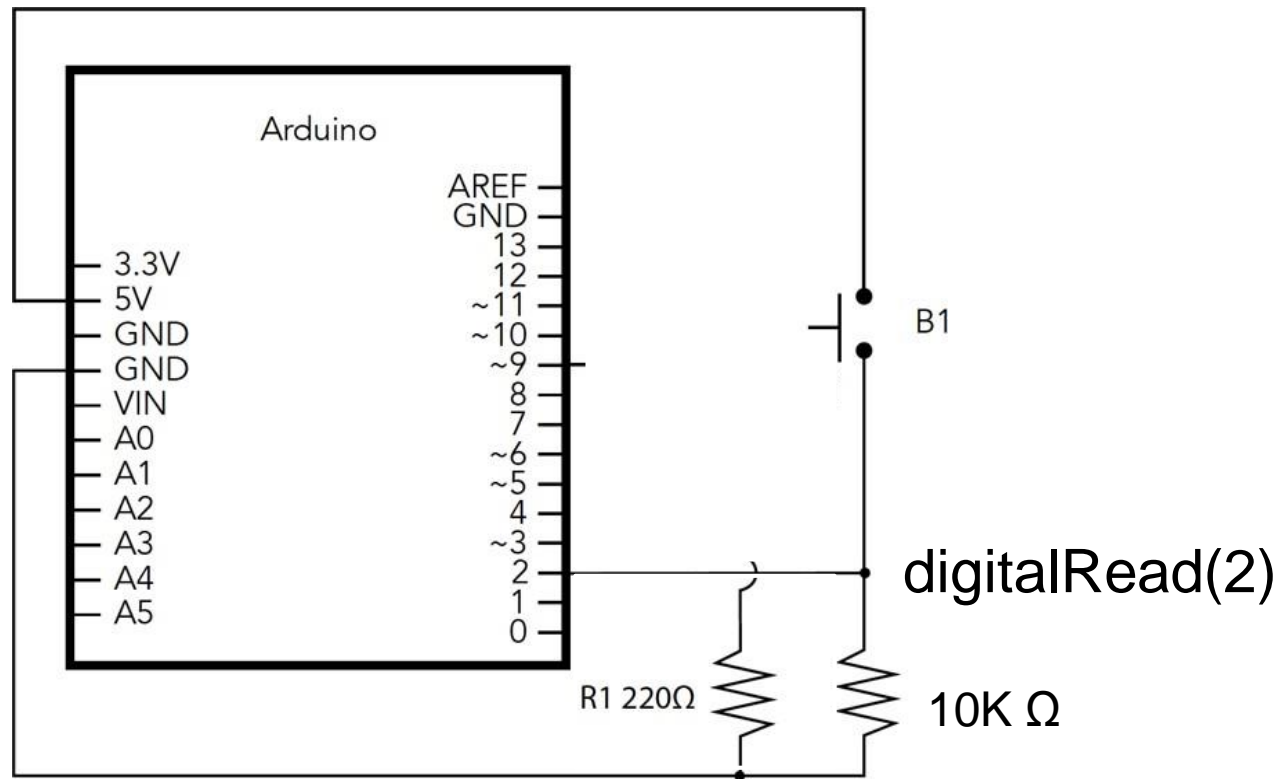 Arduino
3.3V
5V
GND
GND
VIN
A0
A1
A2
A3
A4
A5
AREF
GND
13
12
~11
~10
~9
8
7
~6
~5
4
~3
2
1
0
B1
digitalRead(2)
R1 220Ω
10K Ω